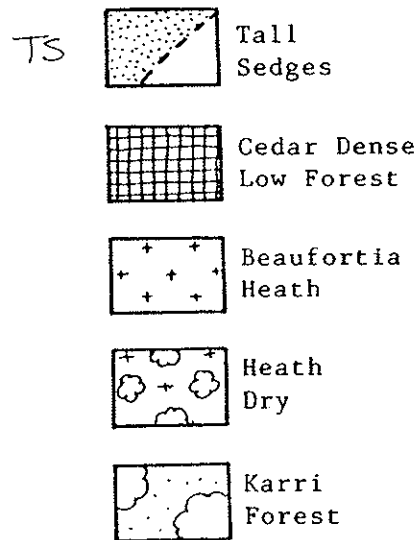 TS
Tall
Sedges
Cedar Dense
Low Forest
Beaufortia
Heath
Heath
Dry
Karri
Forest